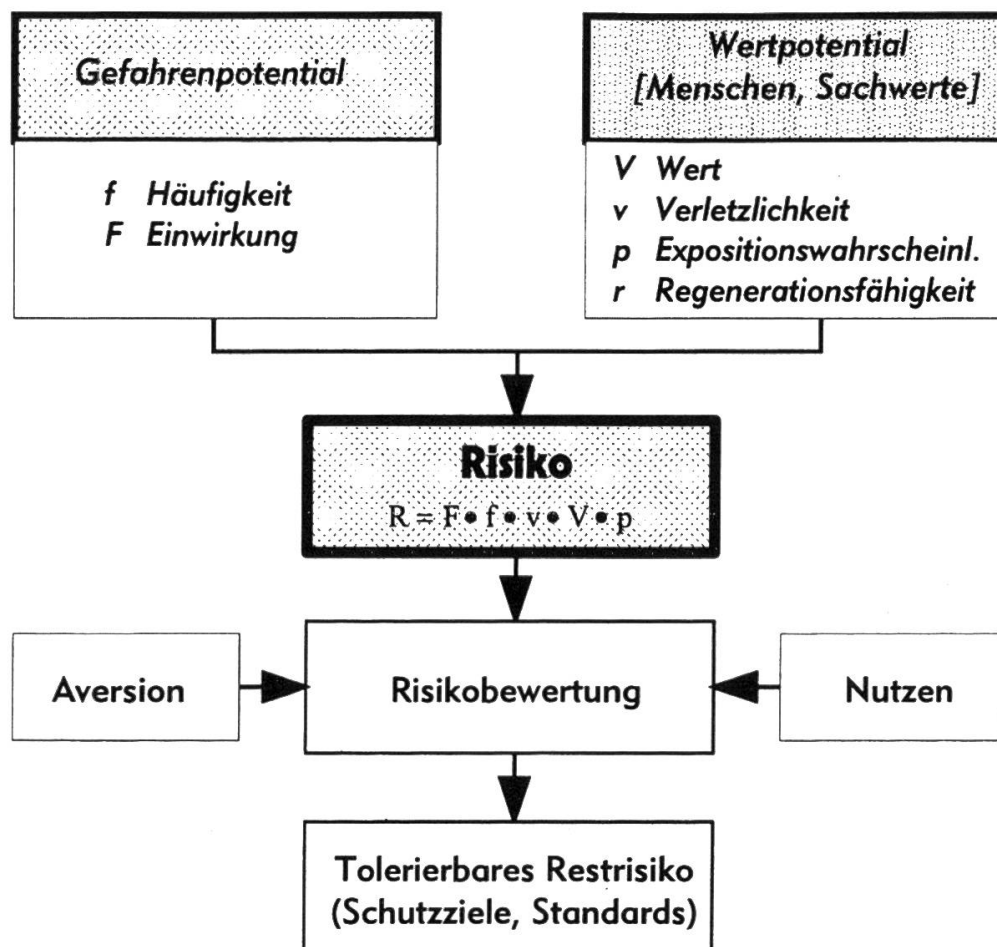 Gefahrenpotential
f Häufigkeit
F Einwirkung
Wertpotential
[Menschen, Sachwerte]
V Wert
v Verletzlichkeit
p Expositionswahrscheinl.
r Regenerationsfähigkeit
Risiko
R = F • f • v • V • p
Aversion
Risikobewertung
Nutzen
Tolerierbares Restrisiko
(Schutzziele, Standards)